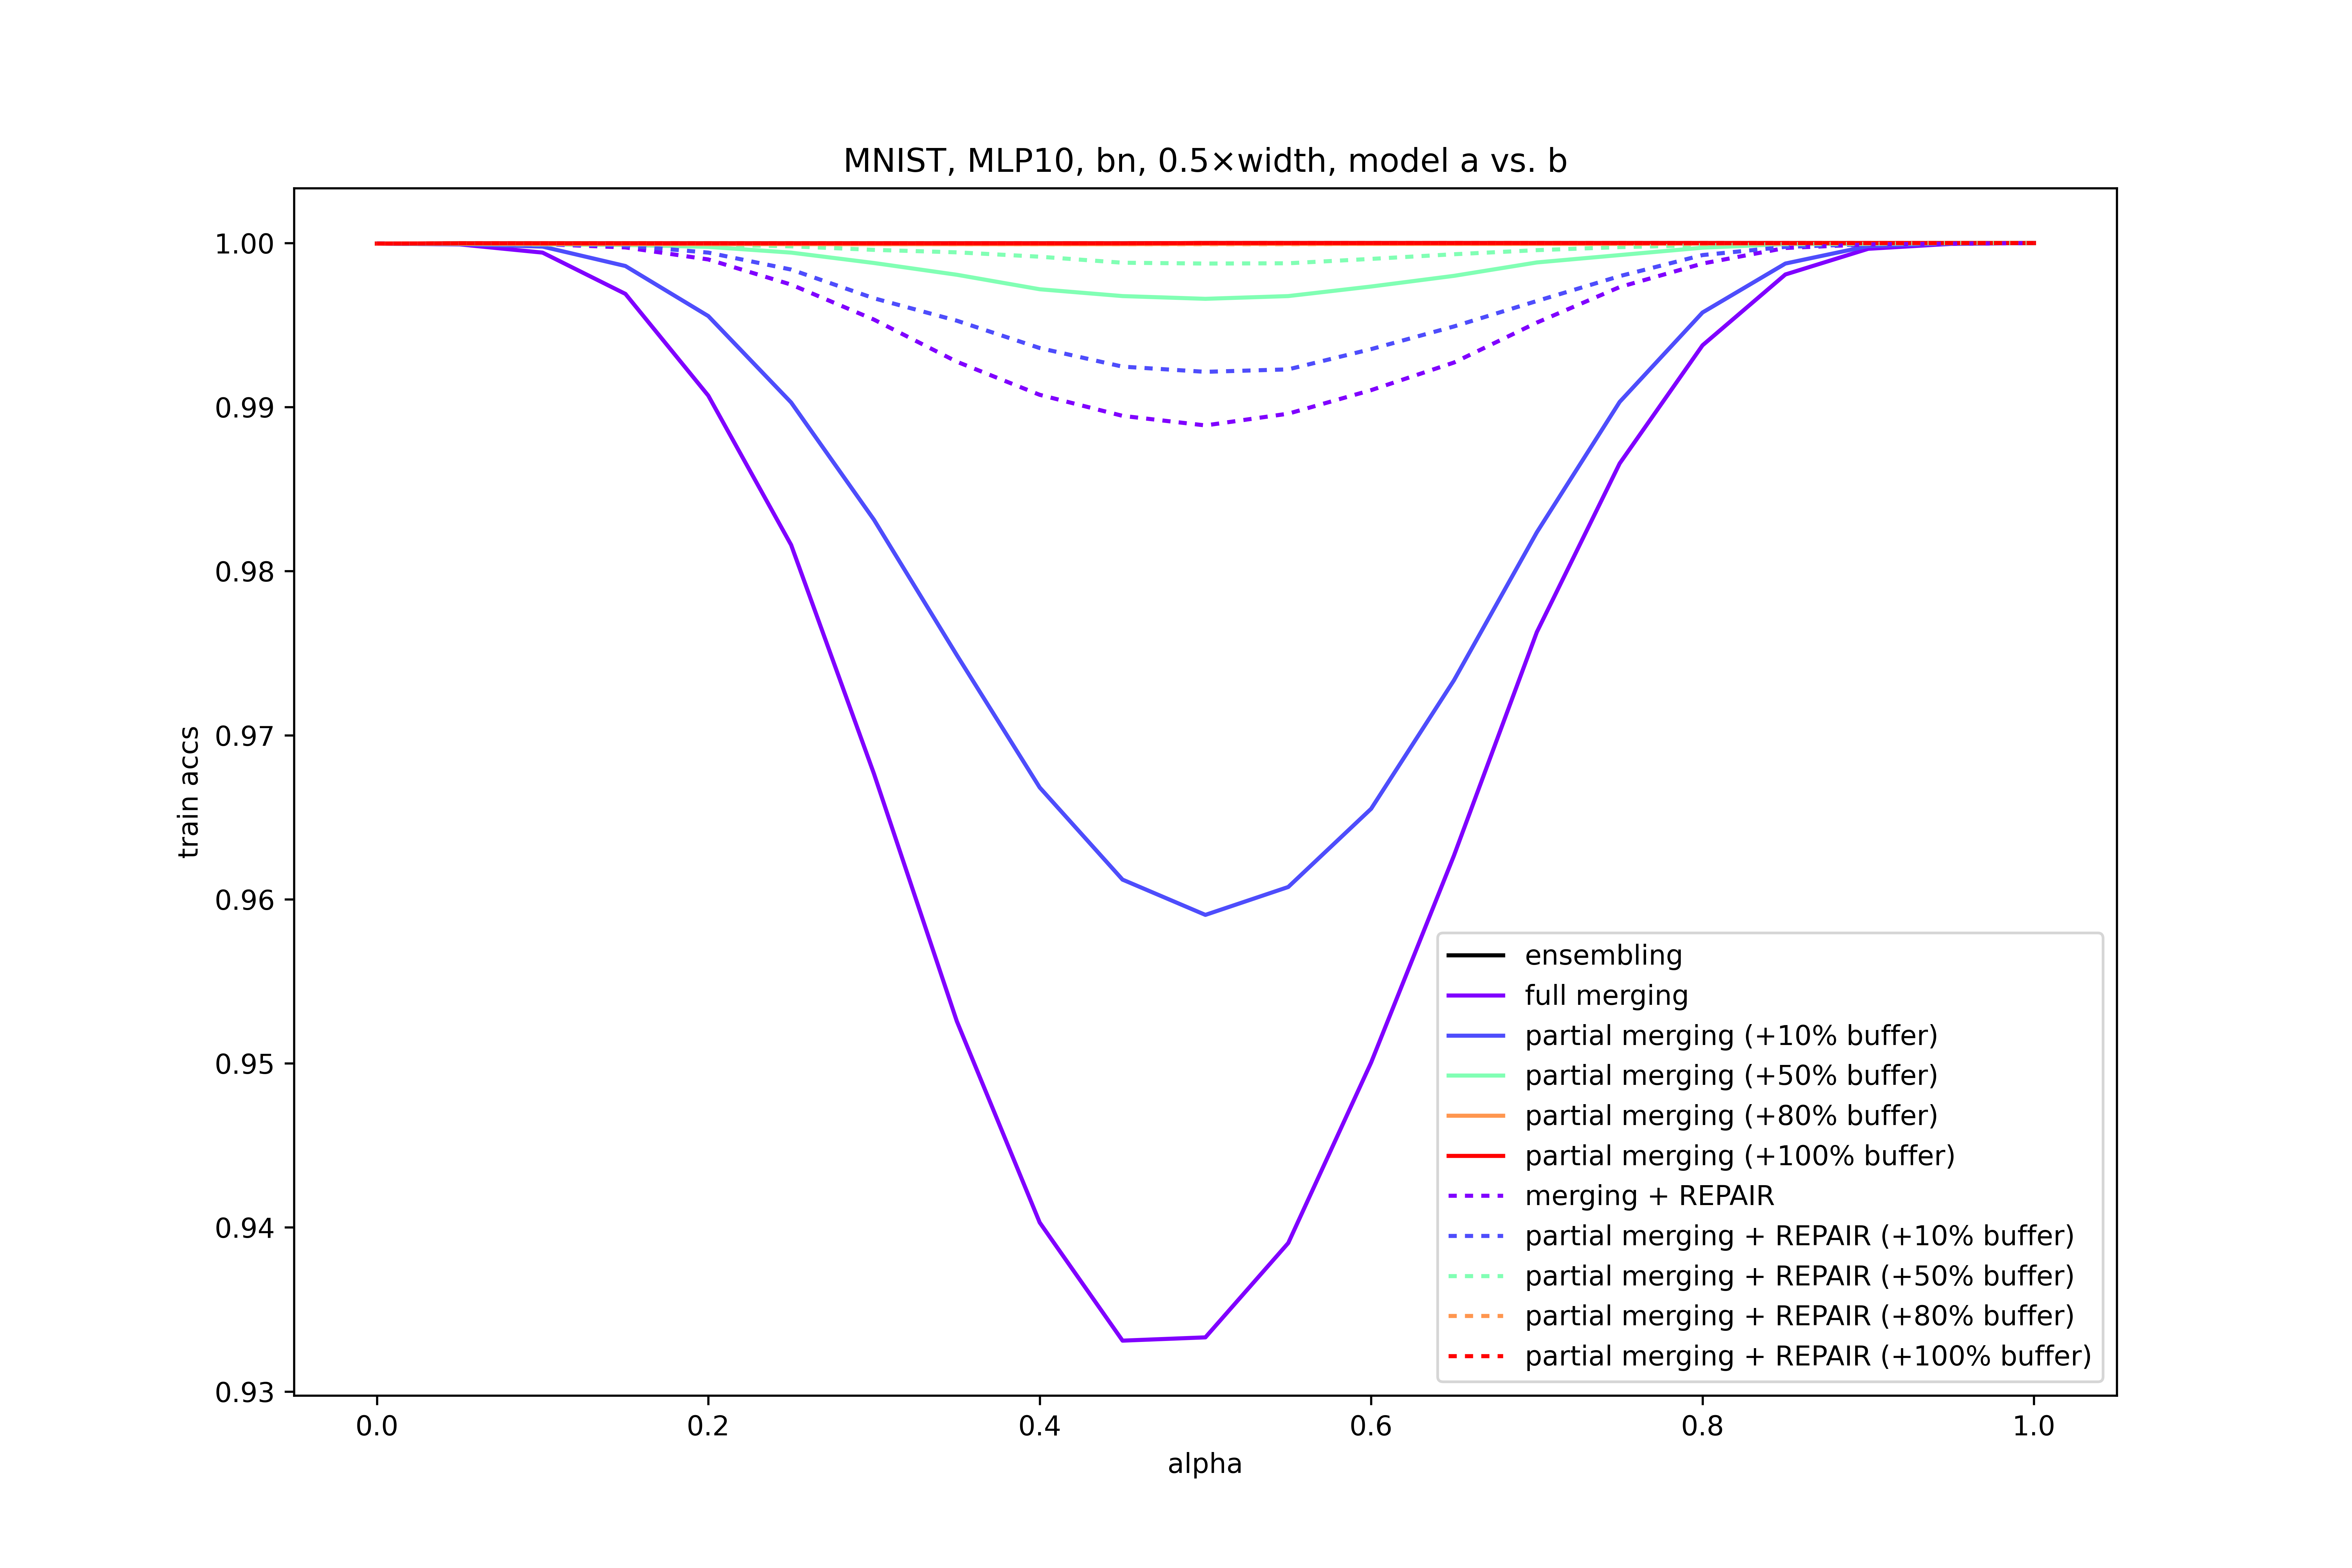 MNIST, MLP10, bn, 0.5×width, model a vs. b
1.00
0.99
0.98
0.97
0.96
0.95
0.94
0.93
train accs
0.0
0.2
0.4
0.6
0.8
1.0
alpha
ensembling
full merging
partial merging (+10% buffer)
partial merging (+50% buffer)
partial merging (+80% buffer)
partial merging (+100% buffer)
merging + REPAIR
partial merging + REPAIR (+10% buffer)
partial merging + REPAIR (+50% buffer)
partial merging + REPAIR (+80% buffer)
partial merging + REPAIR (+100% buffer)